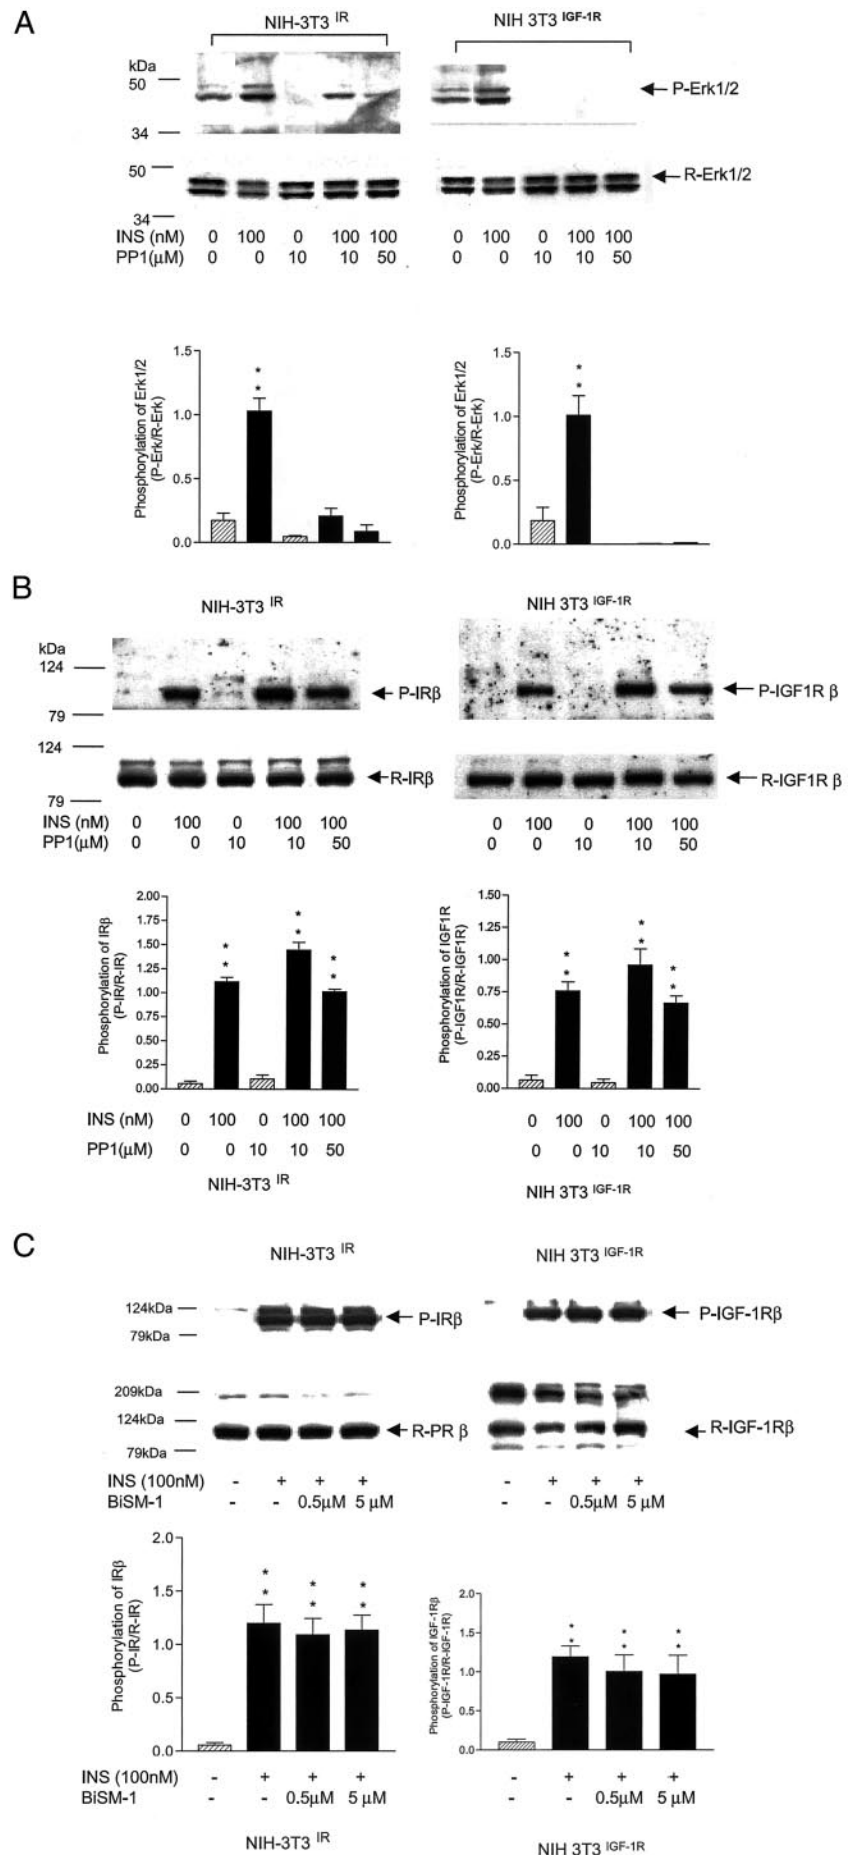 A
NIH-3T3 IR
NIH 3T3 IGF-1R
kDa
50
P-Erk1/2
34
50
R-Erk1/2
34
INS (nM) 0 100 0 100 100 0 100 0 100 100
PP1(µM) 0 0 10 10 50 0 0 10 10 50
Phosphorylation of Erk1/2
(P-Erk/R-Erk)
1.5
1.0
0.5
0.0
* *
Phosphorylation of Erk1/2
(P-Erk/R-Erk)
1.5
1.0
0.5
0.0
* *
B
NIH-3T3 IR
NIH 3T3 IGF-1R
kDa
124
P-IRβ
P-IGF1R β
79
124
R-IRβ
R-IGF1R β
79
INS (nM) 0 100 0 100 100 0 100 0 100 100
PP1(µM) 0 0 10 10 50 0 0 10 10 50
Phosphorylation of IRβ
(P-IR/R-IR)
2.00
1.75
1.50
1.25
1.00
0.75
0.50
0.25
0.00
* * * * * *
Phosphorylation of IGF1R
(P-IGF1R/R-IGF1R)
1.50
1.25
1.00
0.75
0.50
0.25
0.00
* * * * * *
INS (nM) 0 100 0 100 100 0 100 0 100 100
PP1(µM) 0 0 10 10 50 0 0 10 10 50
NIH-3T3 IR
NIH 3T3 IGF-1R
C
NIH-3T3 IR
NIH 3T3 IGF-1R
124kDa
P-IRβ
P-IGF-1Rβ
79kDa
209kDa
124kDa
R-PR β
R-IGF-1Rβ
79kDa
INS (100nM) - + + + - + + +
BiSM-1 - - 0.5µM 5 µM - - 0.5µM 5 µM
Phosphorylation of IRβ
(P-IR/R-IR)
2.0
1.5
1.0
0.5
0.0
* * * * * *
Phosphorylation of IGF-1Rβ
(P-IGF-1R/R-IGF-1R)
2.0
1.5
1.0
0.5
0.0
* * * * * *
INS (100nM) - + + + - + + +
BiSM-1 - - 0.5µM 5 µM - - 0.5µM 5 µM
NIH-3T3 IR
NIH 3T3 IGF-1R